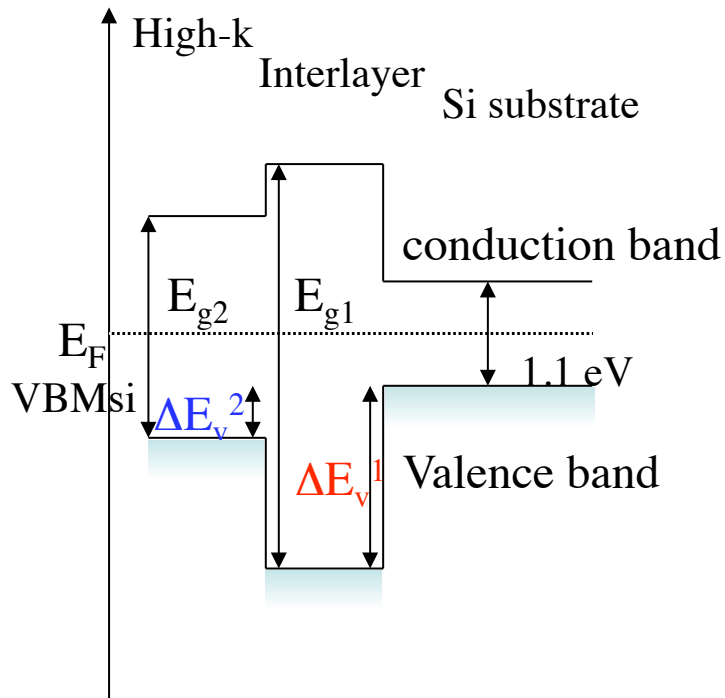 High-k
Interlayer
Si substrate
conduction band
E_g2
E_g1
E_F
1.1 eV
VBMsi
ΔE_v^2
ΔE_v^1
Valence band